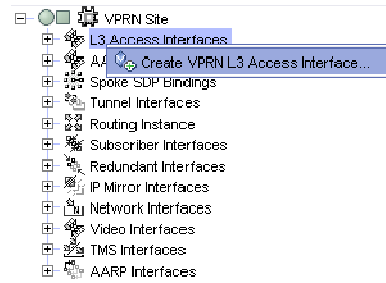 VPRN Site
L3 Access Interfaces
Create VPRN L3 Access Interface...
Spoke SDP Bindings
Tunnel Interfaces
Routing Instance
Subscriber Interfaces
Redundant Interfaces
IP Mirror Interfaces
Network Interfaces
Video Interfaces
TMS Interfaces
AARP Interfaces